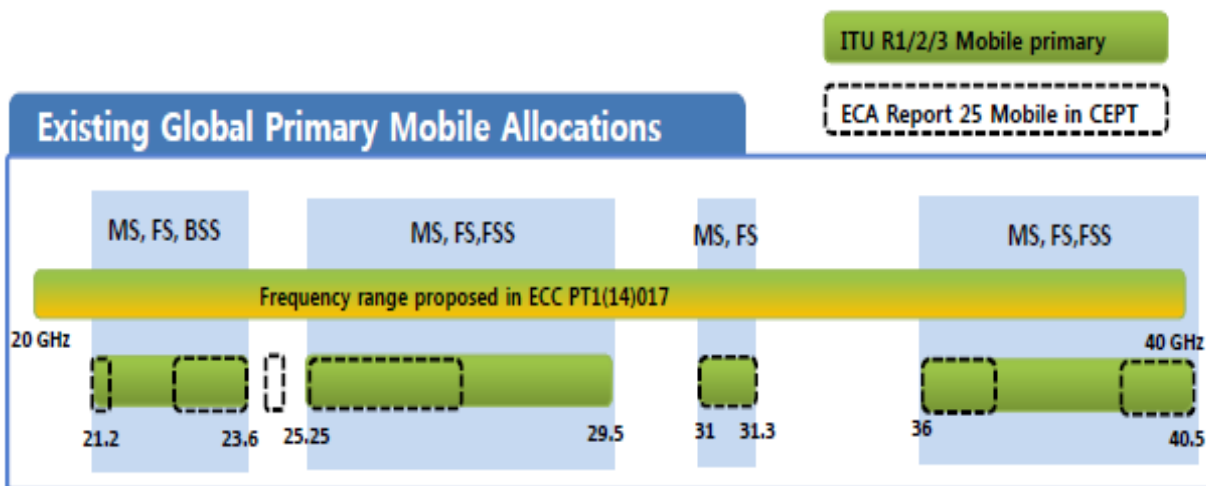 ITU R1/2/3 Mobile primary
ECA Report 25 Mobile in CEPT
Existing Global Primary Mobile Allocations
MS, FS, BSS
MS, FS,FSS
MS, FS
MS, FS,FSS
Frequency range proposed in ECC PT1(14)017
20 GHz
40 GHz
21.2
23.6
25.25
29.5
31
31.3
36
40.5